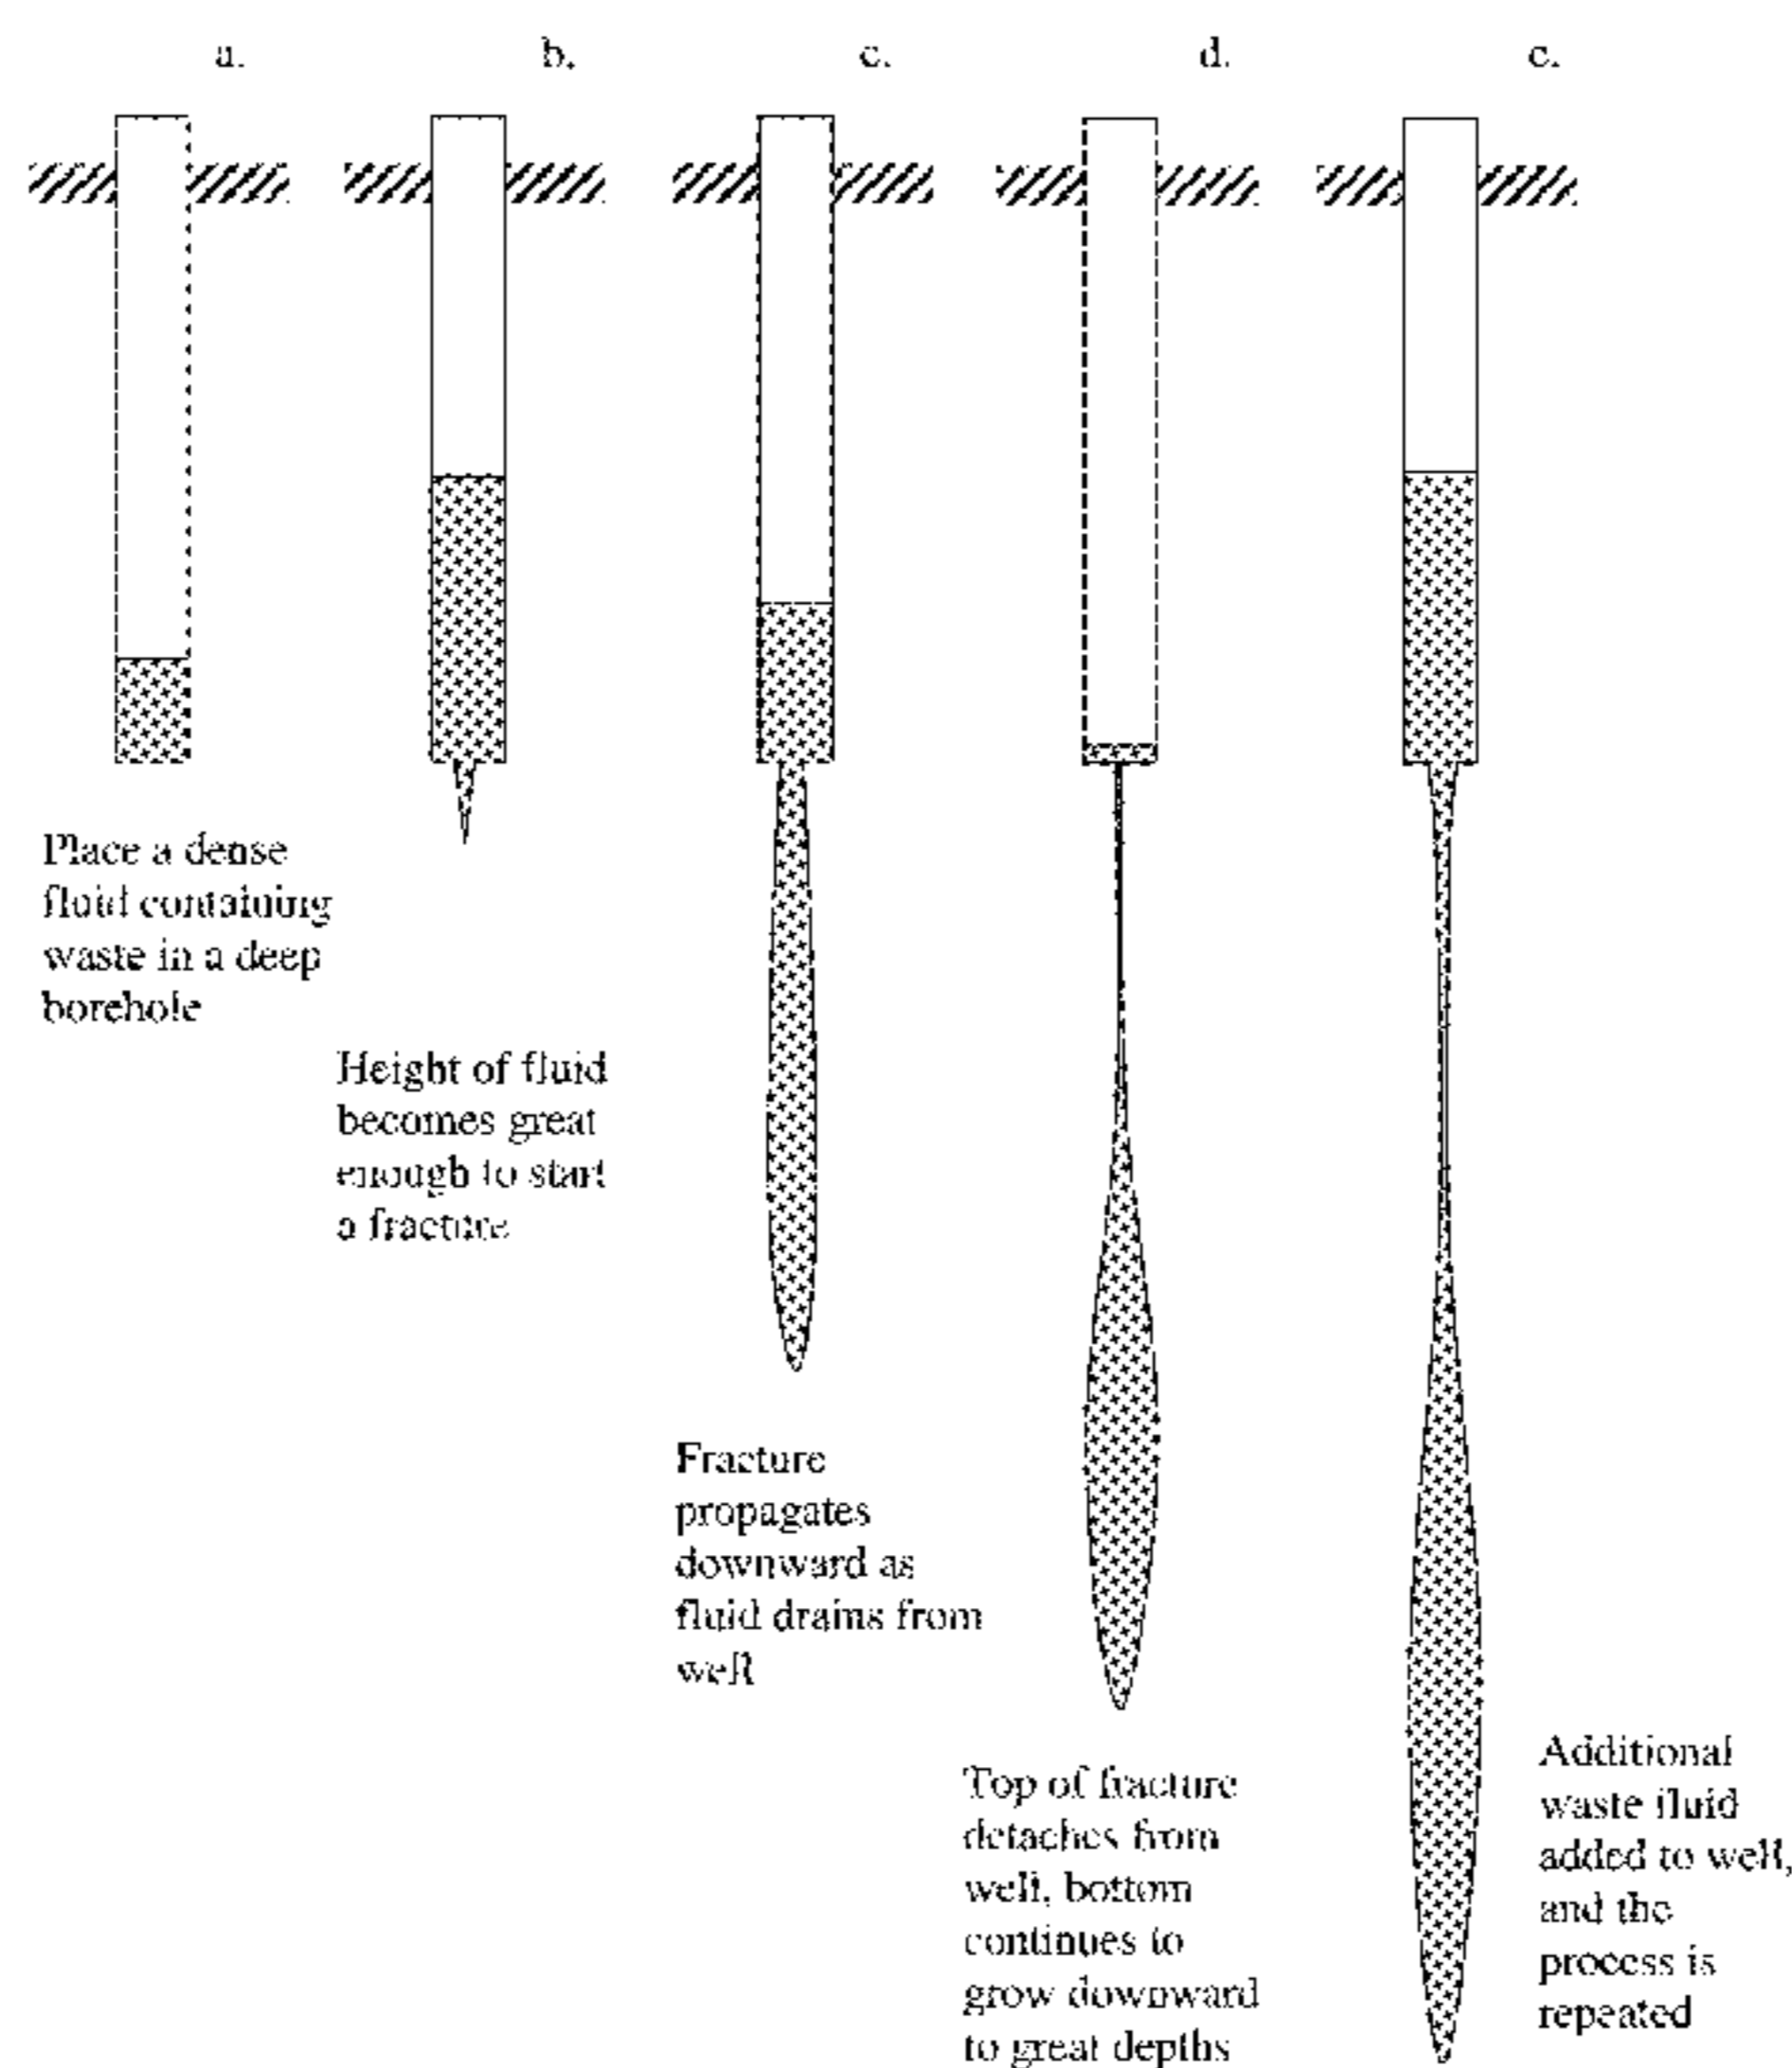 a.
b.
c.
d.
e.
Place a dense
fluid containing
waste in a deep
borehole
Height of fluid
becomes great
enough to start
a fracture
Fracture
propagates
downward as
fluid drains from
well
Top of fracture
detaches from
well, bottom
continues to
grow downward
to great depths
Additional
waste fluid
added to well,
and the
process is
repeated